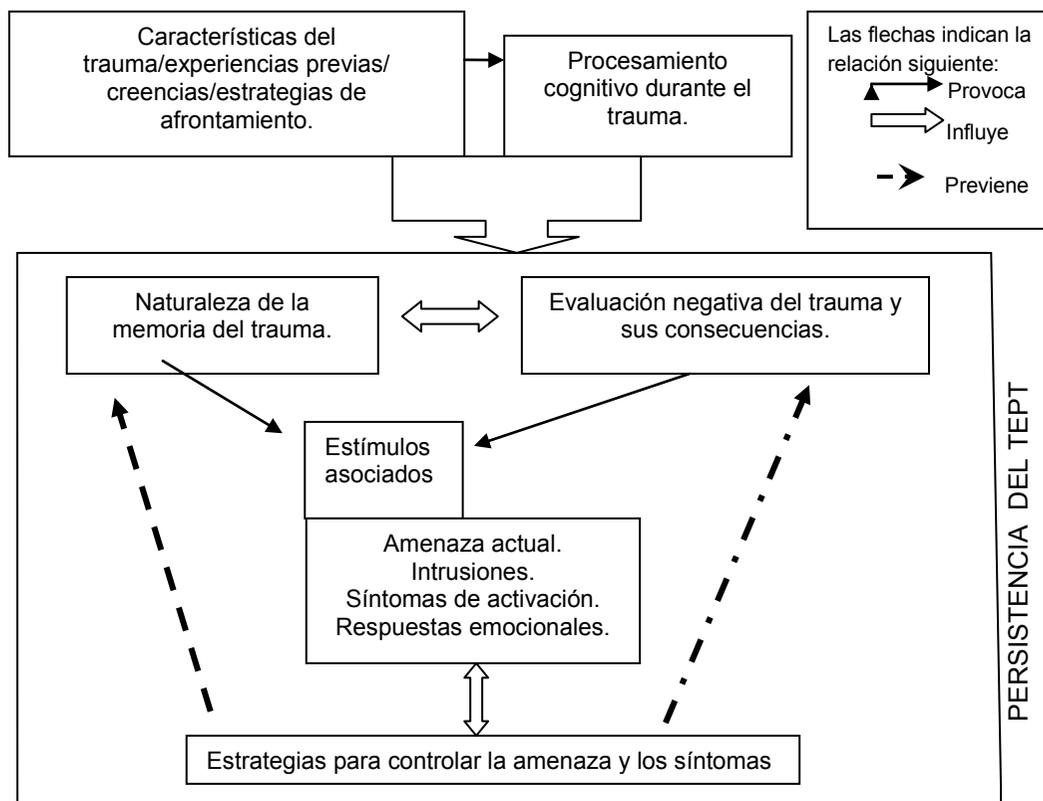 Características del
trauma/experiencias previas/
creencias/estrategias de
afrontamiento.
Procesamiento
cognitivo durante el
trauma.
Las flechas indican la
relación siguiente:
Provoca
Influye
Previene
Naturaleza de la
memoria del trauma.
Evaluación negativa del trauma y
sus consecuencias.
Estímulos
asociados
Amenaza actual.
Intrusiones.
Síntomas de activación.
Respuestas emocionales.
Estrategias para controlar la amenaza y los síntomas
PERSISTENCIA DEL TEPT